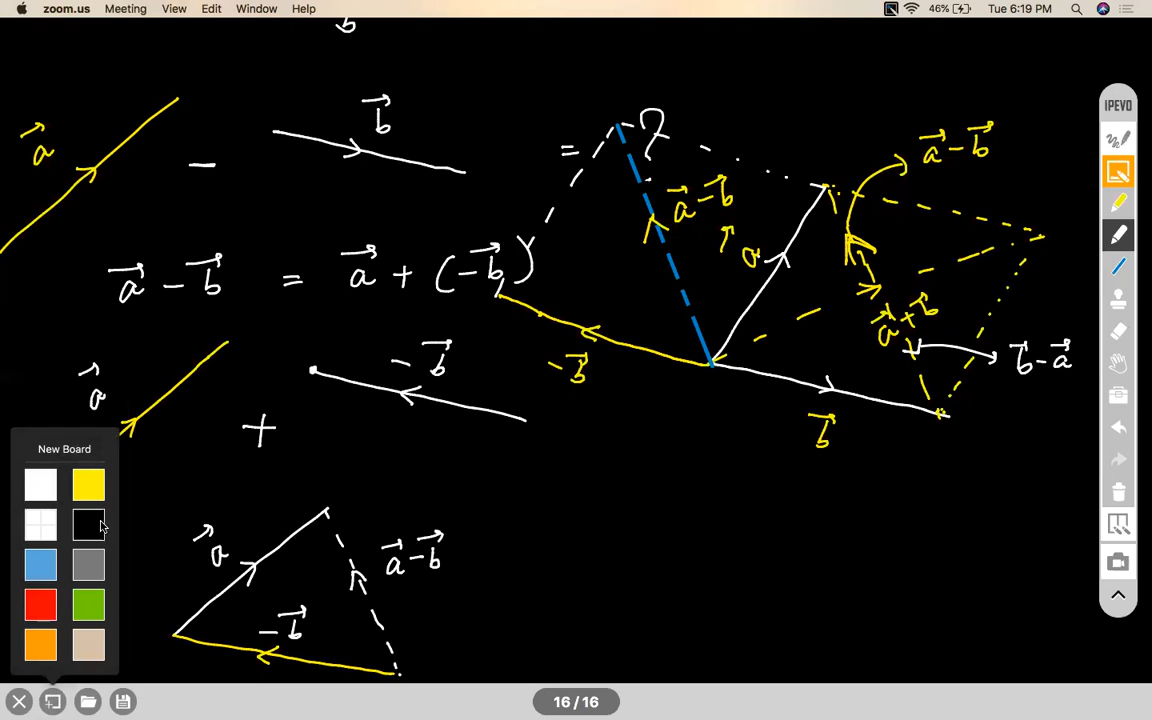 zoom.us Meeting View Edit Window Help 46% Tue 6:19 PM
b
IPEVO
a⃗ − b⃗ = ?
a⃗ − b⃗
a⃗ − b⃗
a⃗
a⃗ − b⃗ = a⃗ + (−b⃗)
a⃗ + b⃗
b⃗ − a⃗
−b⃗
−b⃗
a⃗ +
b⃗
New Board
a⃗
a⃗ − b⃗
−b⃗
16 / 16